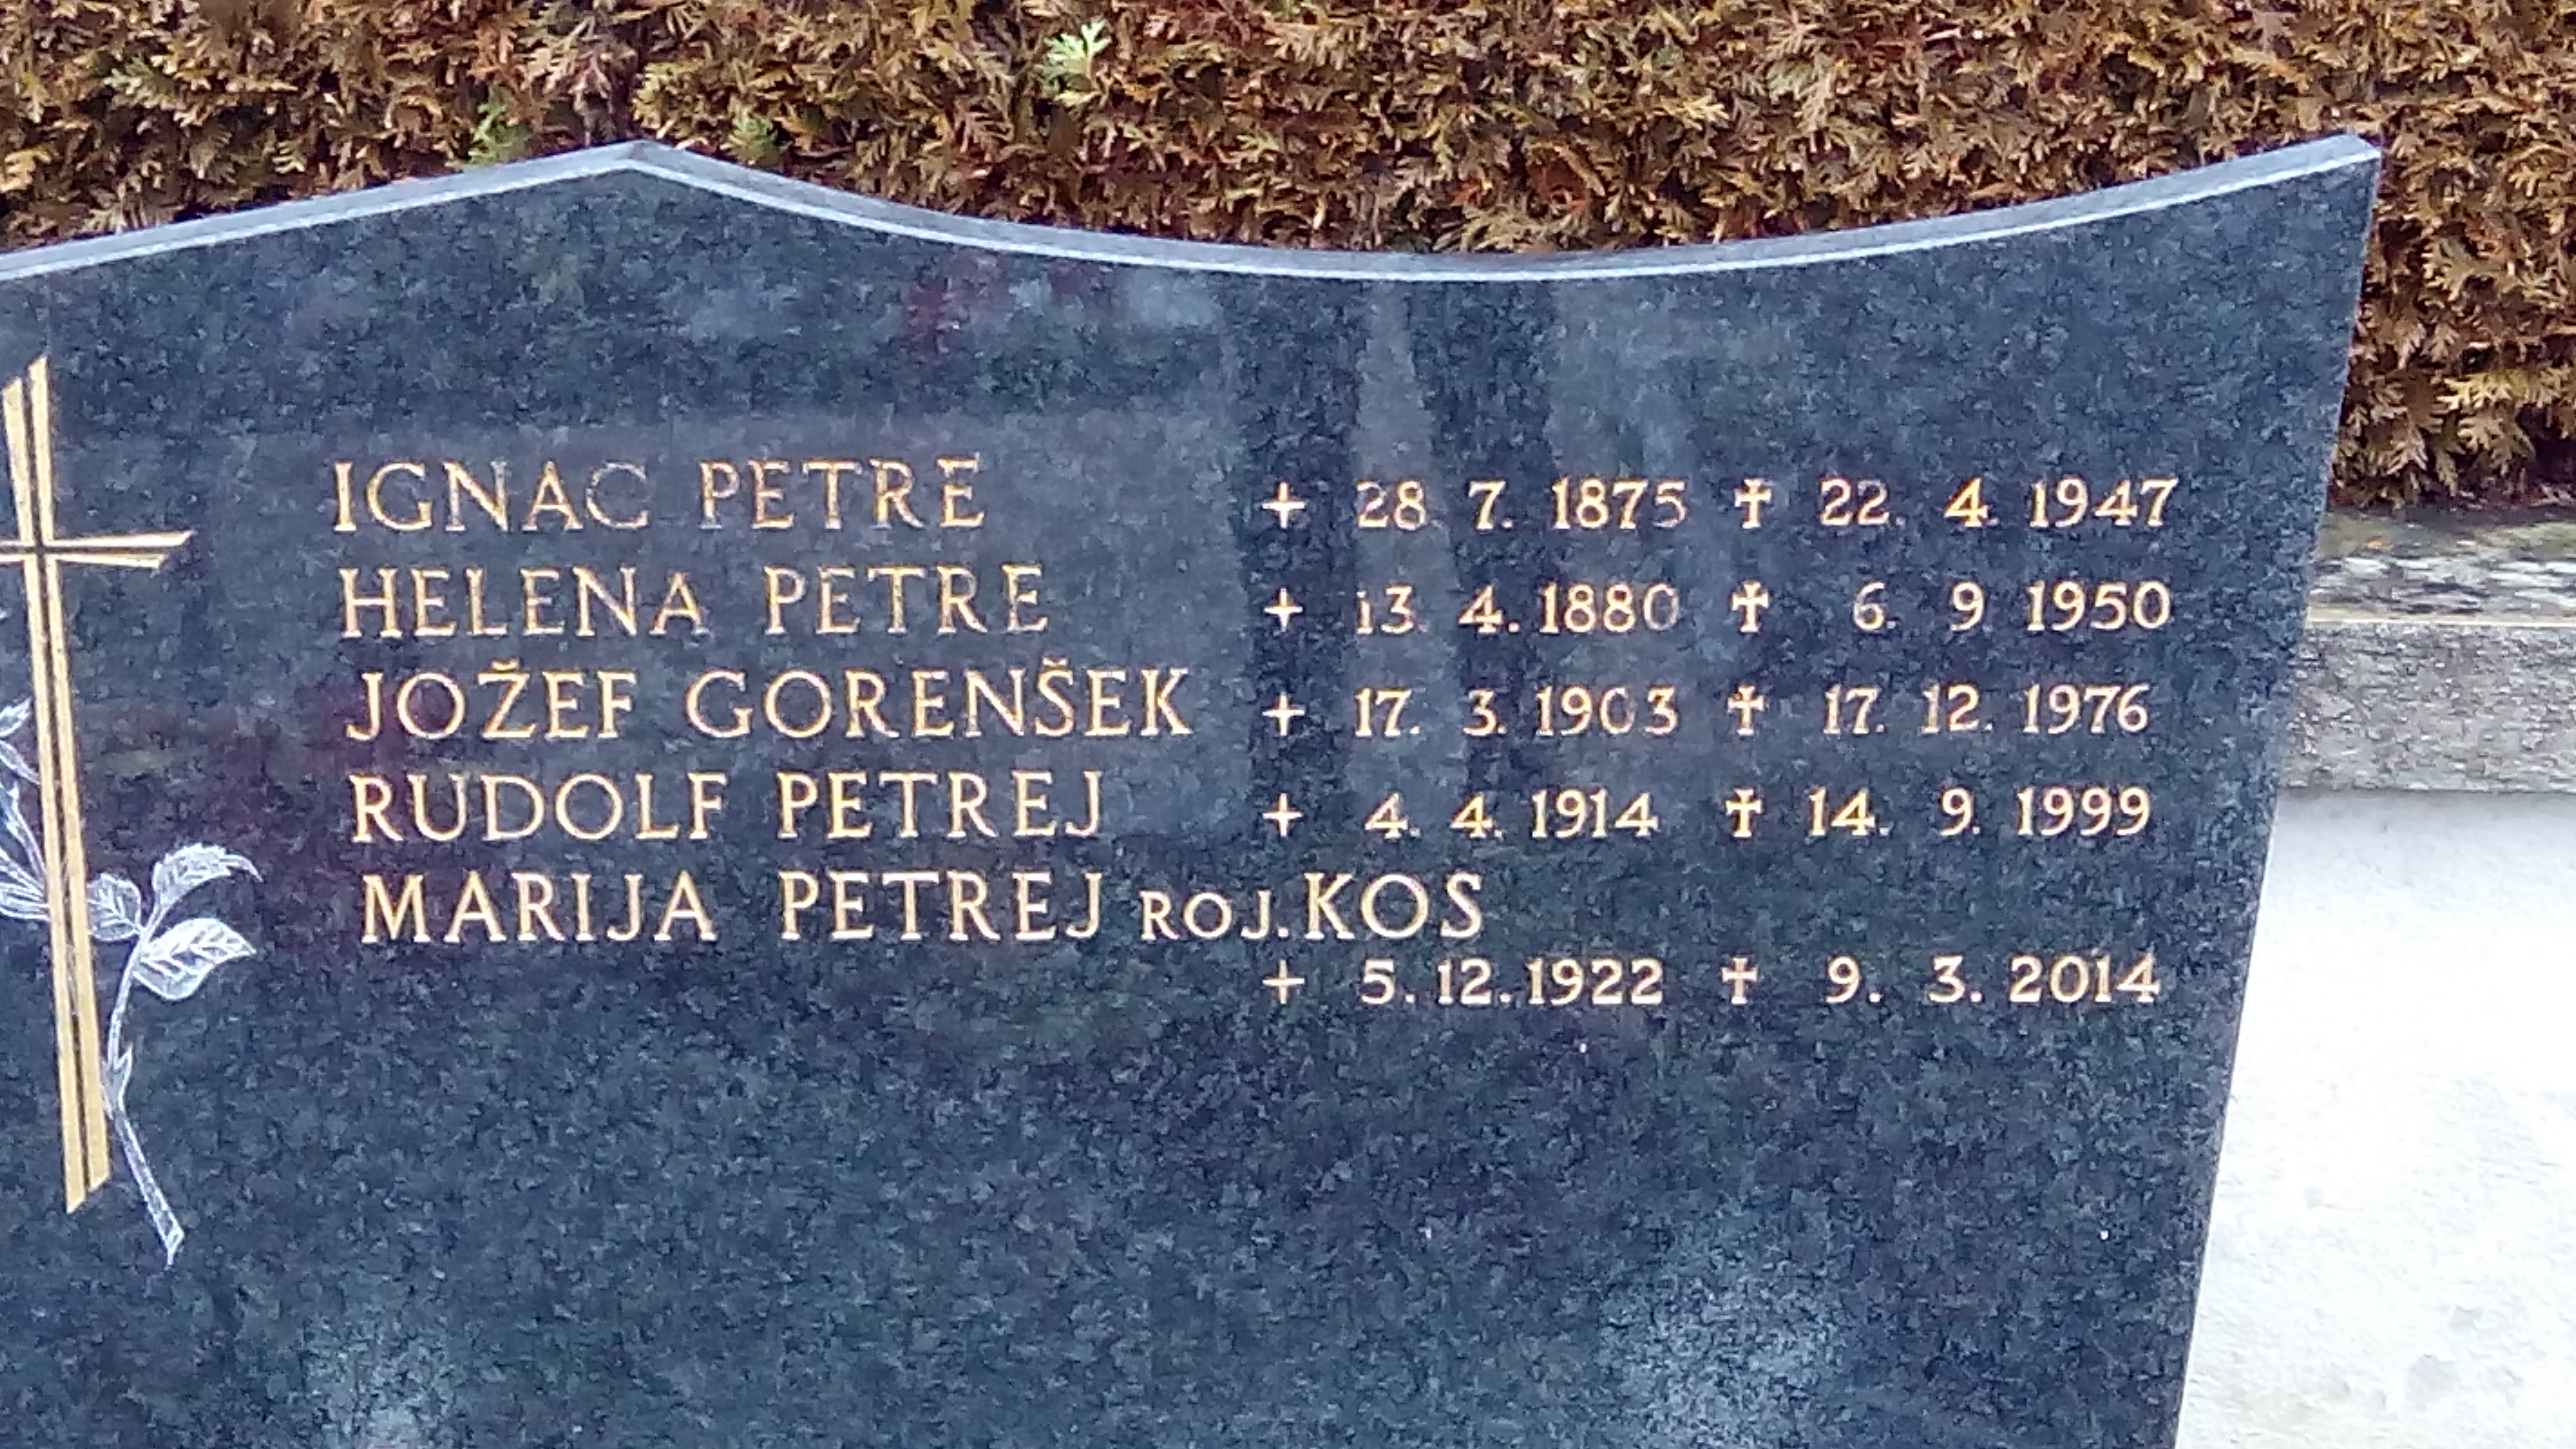 IGNAC PETRE + 28. 7. 1875 ✝ 22. 4. 1947
HELENA PETRE + 13. 4. 1880 ✝ 6. 9 1950
JOŽEF GORENŠEK + 17. 3. 1903 ✝ 17. 12. 1976
RUDOLF PETREJ + 4. 4. 1914 ✝ 14. 9. 1999
MARIJA PETREJ ROJ. KOS
+ 5. 12. 1922 ✝ 9. 3. 2014